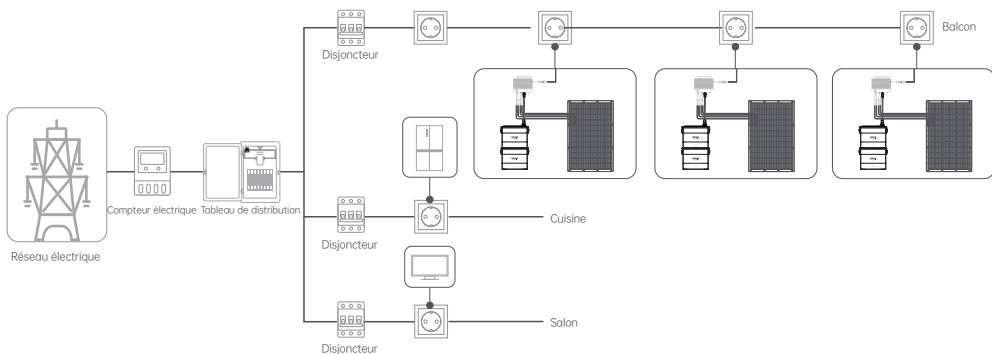 Balcon
Disjoncteur
Compteur électrique
Tableau de distribution
Cuisine
Disjoncteur
Réseau électrique
Salon
Disjoncteur